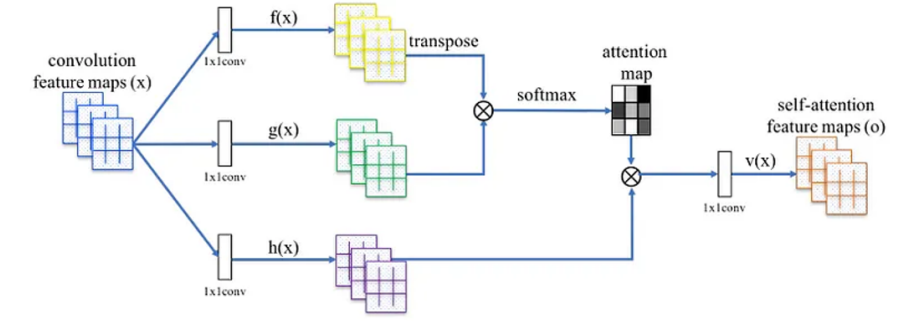 convolution
feature maps (x)
f(x)
1x1conv
transpose
g(x)
1x1conv
h(x)
1x1conv
softmax
attention
map
v(x)
1x1conv
self-attention
feature maps (o)